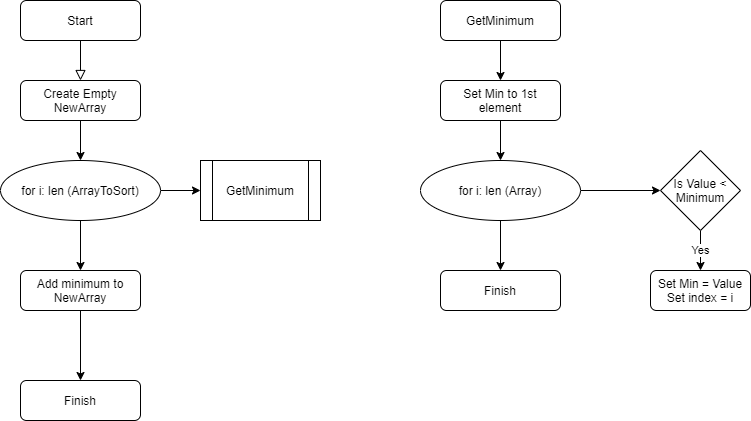 Start
Create Empty
NewArray
for i: len (ArrayToSort)
GetMinimum
Add minimum to
NewArray
Finish
GetMinimum
Set Min to 1st
element
for i: len (Array)
Is Value <
Minimum
Yes
Set Min = Value
Set index = i
Finish